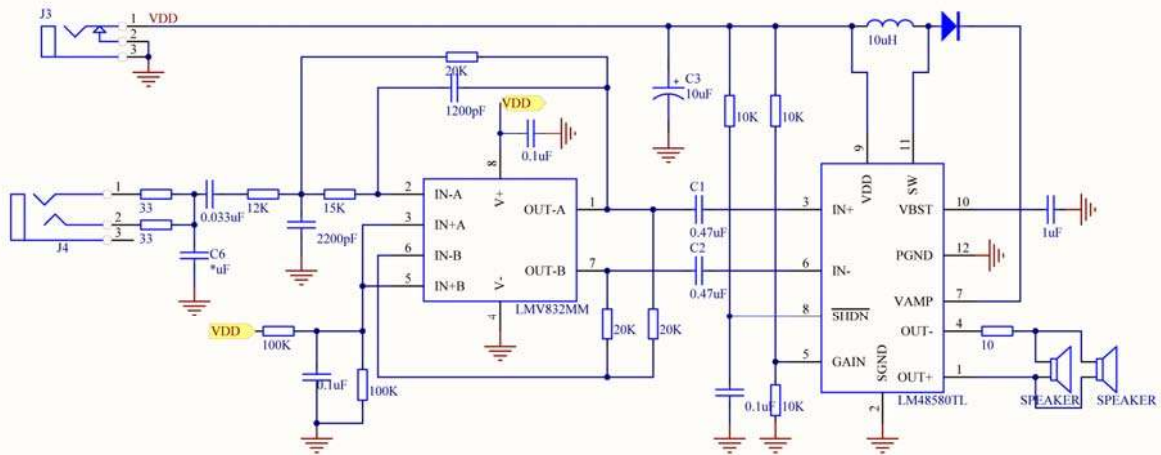 J3
1
VDD
2
3
10uH
20K
1200pF
VDD
0.1uF
C3
+
10uF
10K
10K
9
11
VDD
SW
8
V+
1
33
0.033uF
12K
15K
2
IN-A
OUT-A
1
C1
0.47uF
3
IN+
VBST
10
1uF
2
33
3
J4
C6
*uF
2200pF
3
IN+A
6
IN-B
OUT-B
7
C2
0.47uF
6
IN-
PGND
12
5
IN+B
V-
4
LMV832MM
VAMP
7
VDD
100K
0.1uF
100K
20K
20K
8
SHDN
OUT-
4
10
5
GAIN
SGND
OUT+
1
0.1uF
10K
2
LM48580TL
SPEAKER
SPEAKER